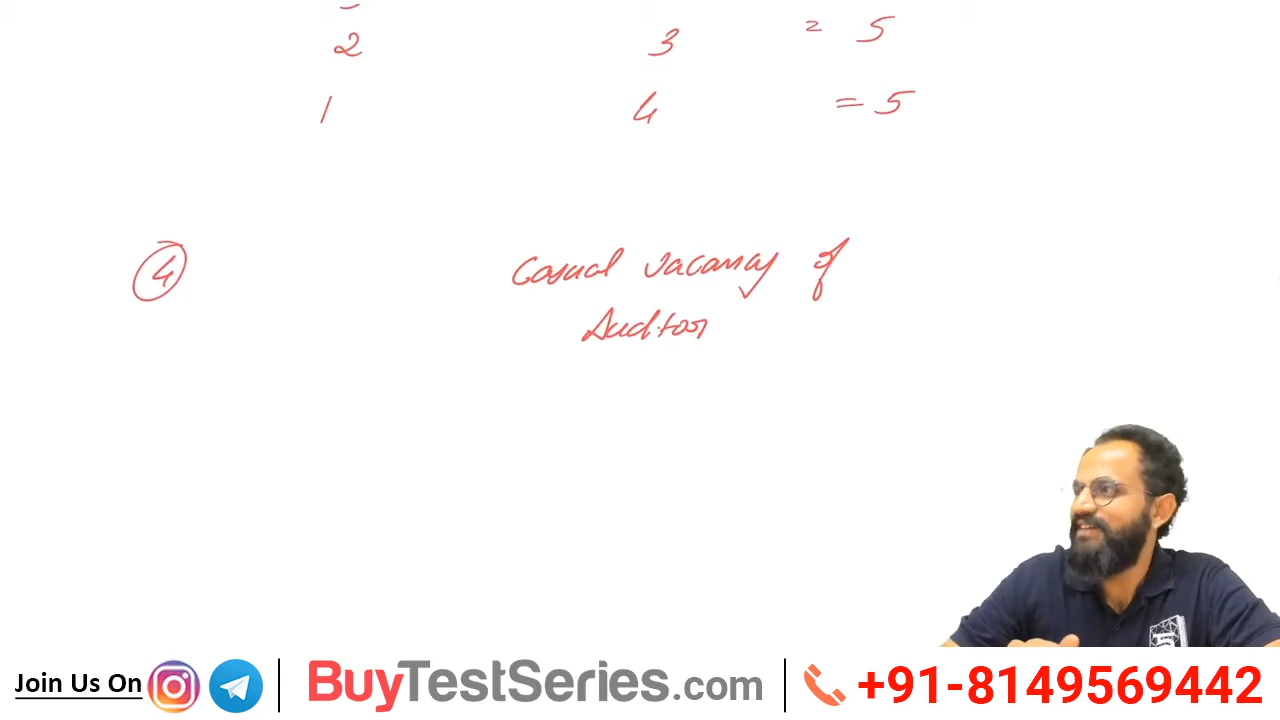 2 3 = 5
1 4 = 5
4 Casual vacancy of
Auditor
Join Us On BuyTestSeries.com +91-8149569442